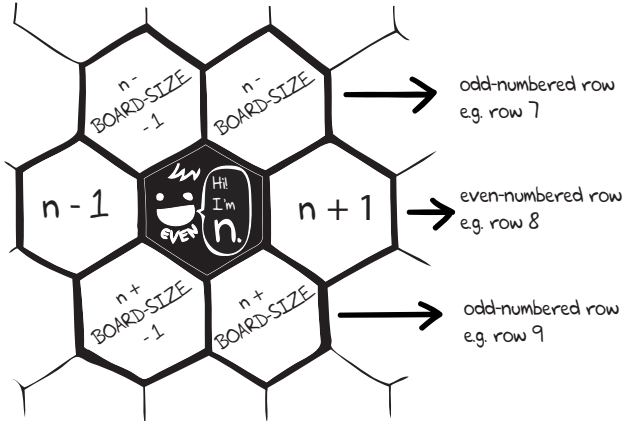 n-
BOARD-SIZE
-1
n-
BOARD-SIZE
odd-numbered row
e.g. row 7
n - 1
Hi!
I'm
n.
EVEN
n + 1
even-numbered row
e.g. row 8
n+
BOARD-SIZE
-1
n+
BOARD-SIZE
odd-numbered row
e.g. row 9